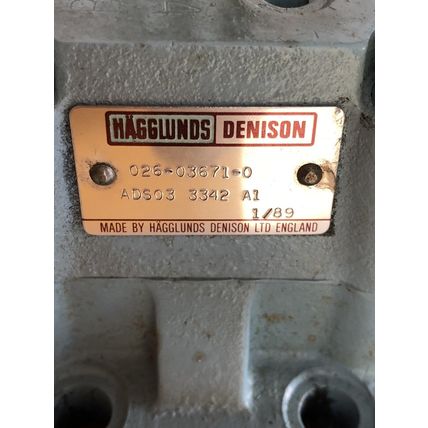 HÄGGLUNDS DENISON
026-03671-0
ADS03 3342 A1
1/89
MADE BY HÄGGLUNDS DENISON LTD ENGLAND